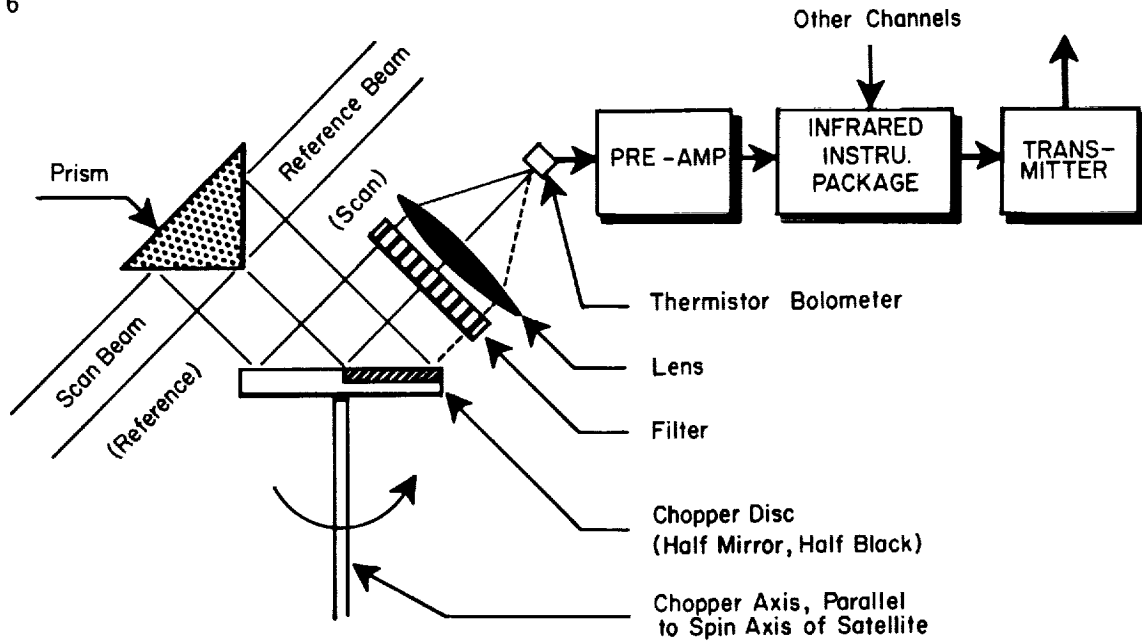 6
Other Channels
Reference Beam
Prism
(Scan)
PRE-AMP
INFRARED
INSTRU.
PACKAGE
TRANS-
MITTER
Thermistor Bolometer
Scan Beam
(Reference)
Lens
Filter
Chopper Disc
(Half Mirror, Half Black)
Chopper Axis, Parallel
to Spin Axis of Satellite